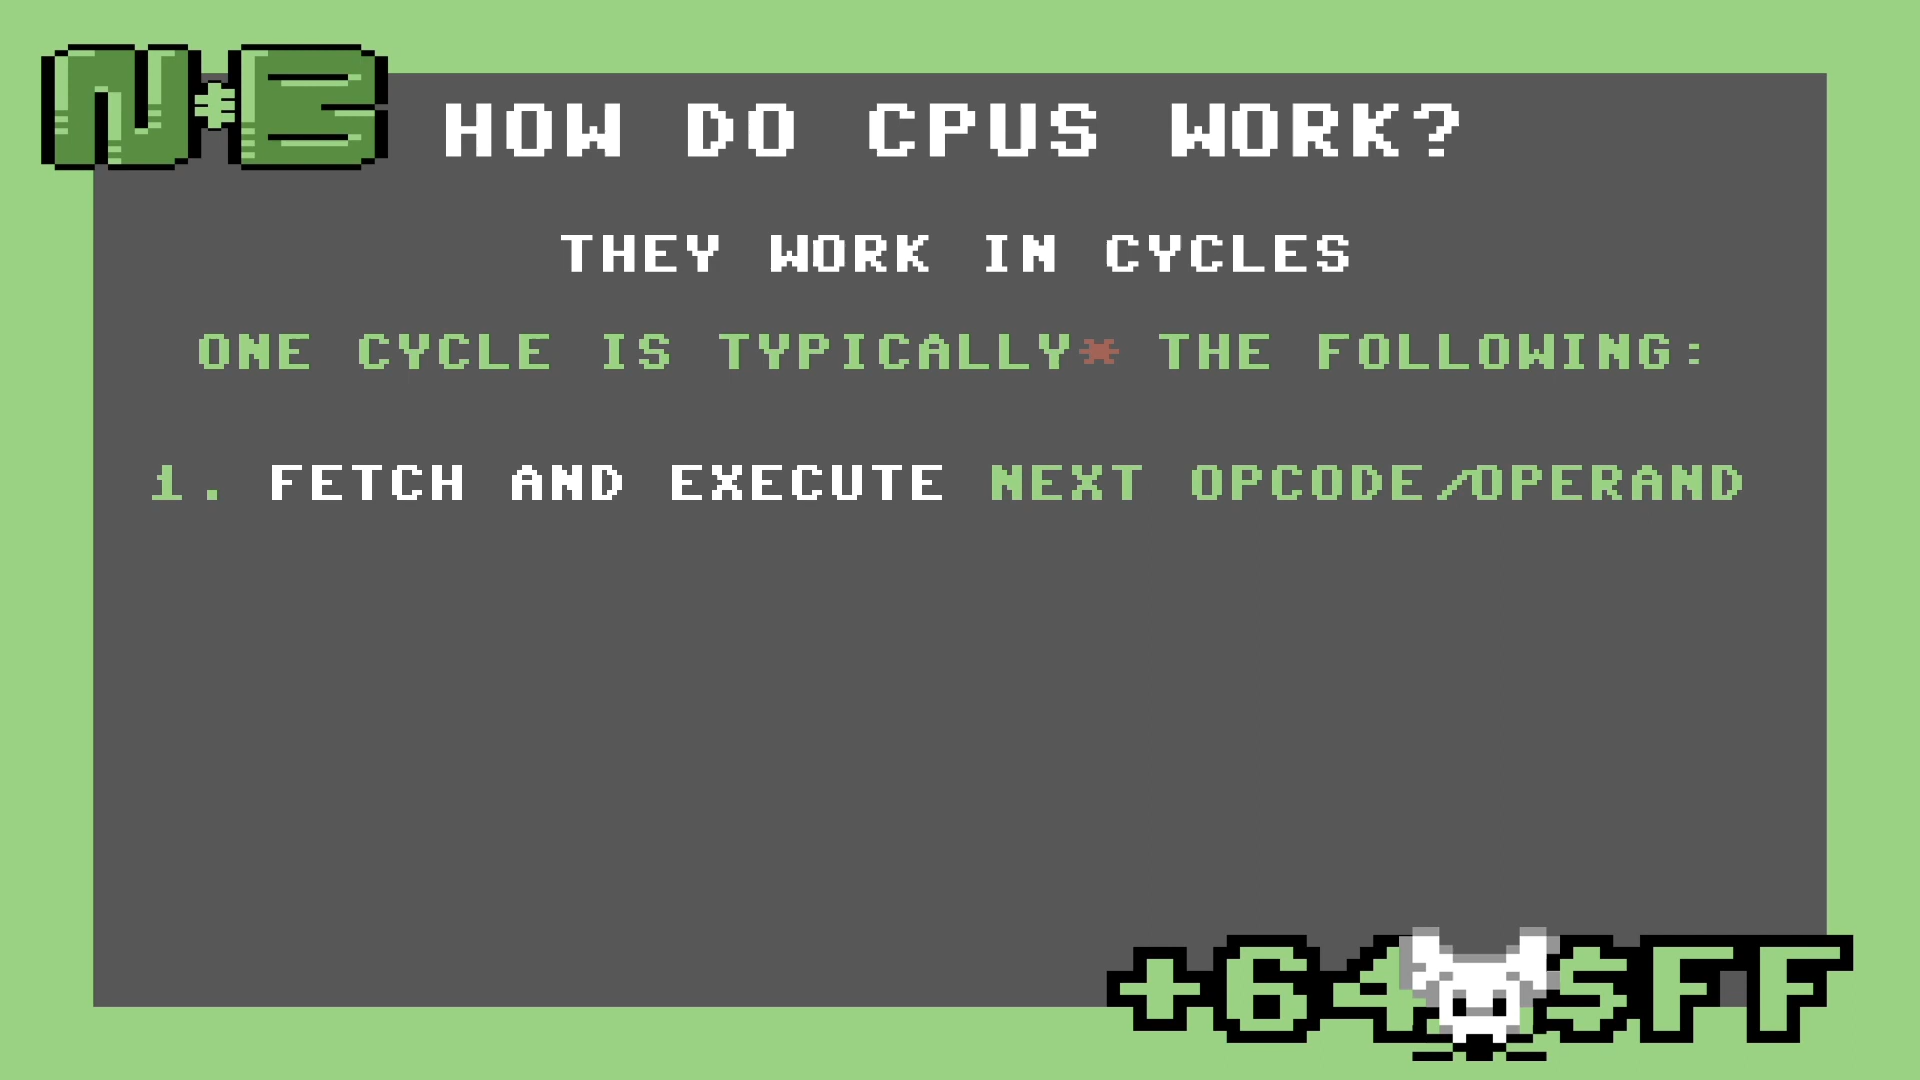 N*B
HOW DO CPUS WORK?
THEY WORK IN CYCLES
ONE CYCLE IS TYPICALLY* THE FOLLOWING:
1. FETCH AND EXECUTE NEXT OPCODE/OPERAND
+64 $FF